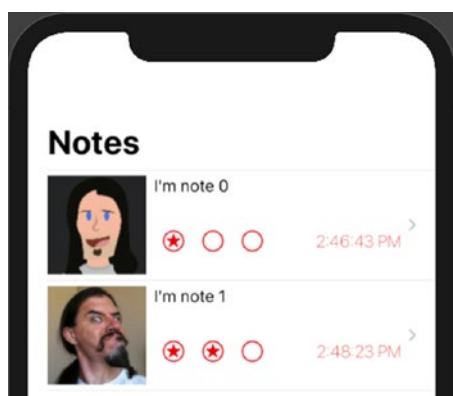 Notes
I'm note 0
2:46:43 PM
I'm note 1
2:48:23 PM